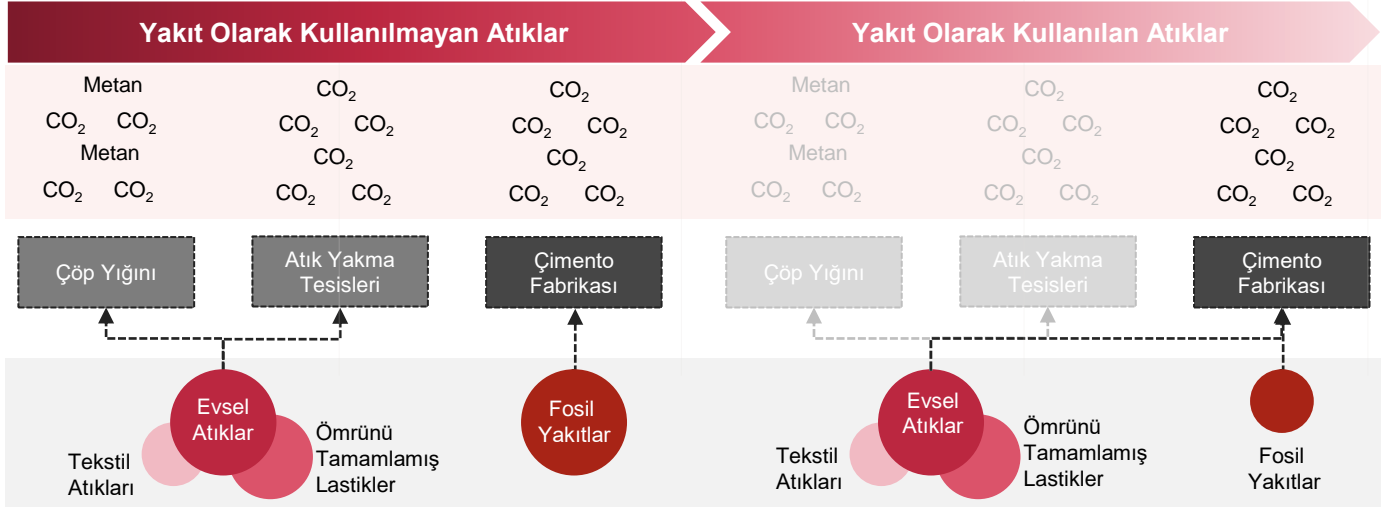 Yakıt Olarak Kullanılmayan Atıklar
Metan
CO₂ CO₂
Metan
CO₂ CO₂
CO₂
CO₂ CO₂
CO₂
CO₂ CO₂
CO₂
CO₂ CO₂
CO₂
CO₂ CO₂
Çöp Yığını
Atık Yakma
Tesisleri
Çimento
Fabrikası
Evsel
Atıklar
Tekstil
Atıkları
Ömrünü
Tamamlamış
Lastikler
Fosil
Yakıtlar
Yakıt Olarak Kullanılan Atıklar
Metan
CO₂ CO₂
Metan
CO₂ CO₂
CO₂
CO₂ CO₂
CO₂
CO₂ CO₂
CO₂
CO₂ CO₂
CO₂
CO₂ CO₂
Çöp Yığını
Atık Yakma
Tesisleri
Çimento
Fabrikası
Evsel
Atıklar
Tekstil
Atıkları
Ömrünü
Tamamlamış
Lastikler
Fosil
Yakıtlar